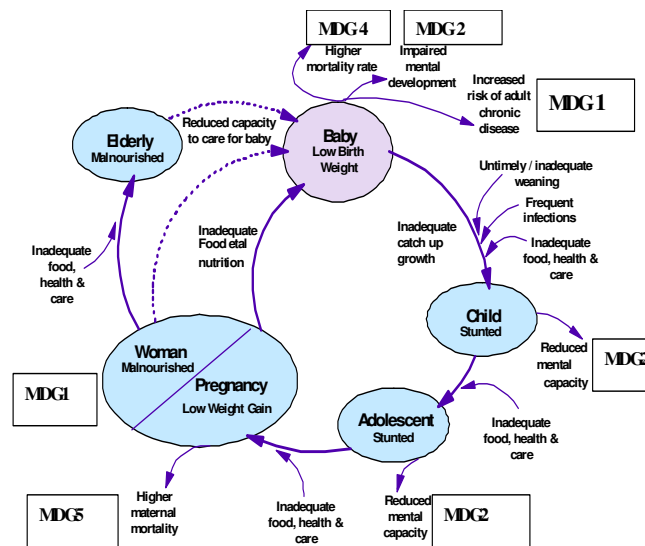 MDG4
MDG2
Higher
mortality rate
Impaired
mental
development
Increased
risk of adult
chronic
disease
MDG1
Elderly
Malnourished
Reduced capacity
to care for baby
Baby
Low Birth
Weight
Untimely / inadequate
weaning
Frequent
infections
Inadequate
food, health &
care
Inadequate
catch up
growth
Inadequate
Food etal
nutrition
Inadequate
food,
health &
care
Child
Stunted
Reduced
mental
capacity
MDG2
Woman
Malnourished
Pregnancy
Low Weight Gain
MDG1
Adolescent
Stunted
Inadequate
food, health &
care
Higher
maternal
mortality
MDG5
Inadequate
food, health &
care
Reduced
mental
capacity
MDG2